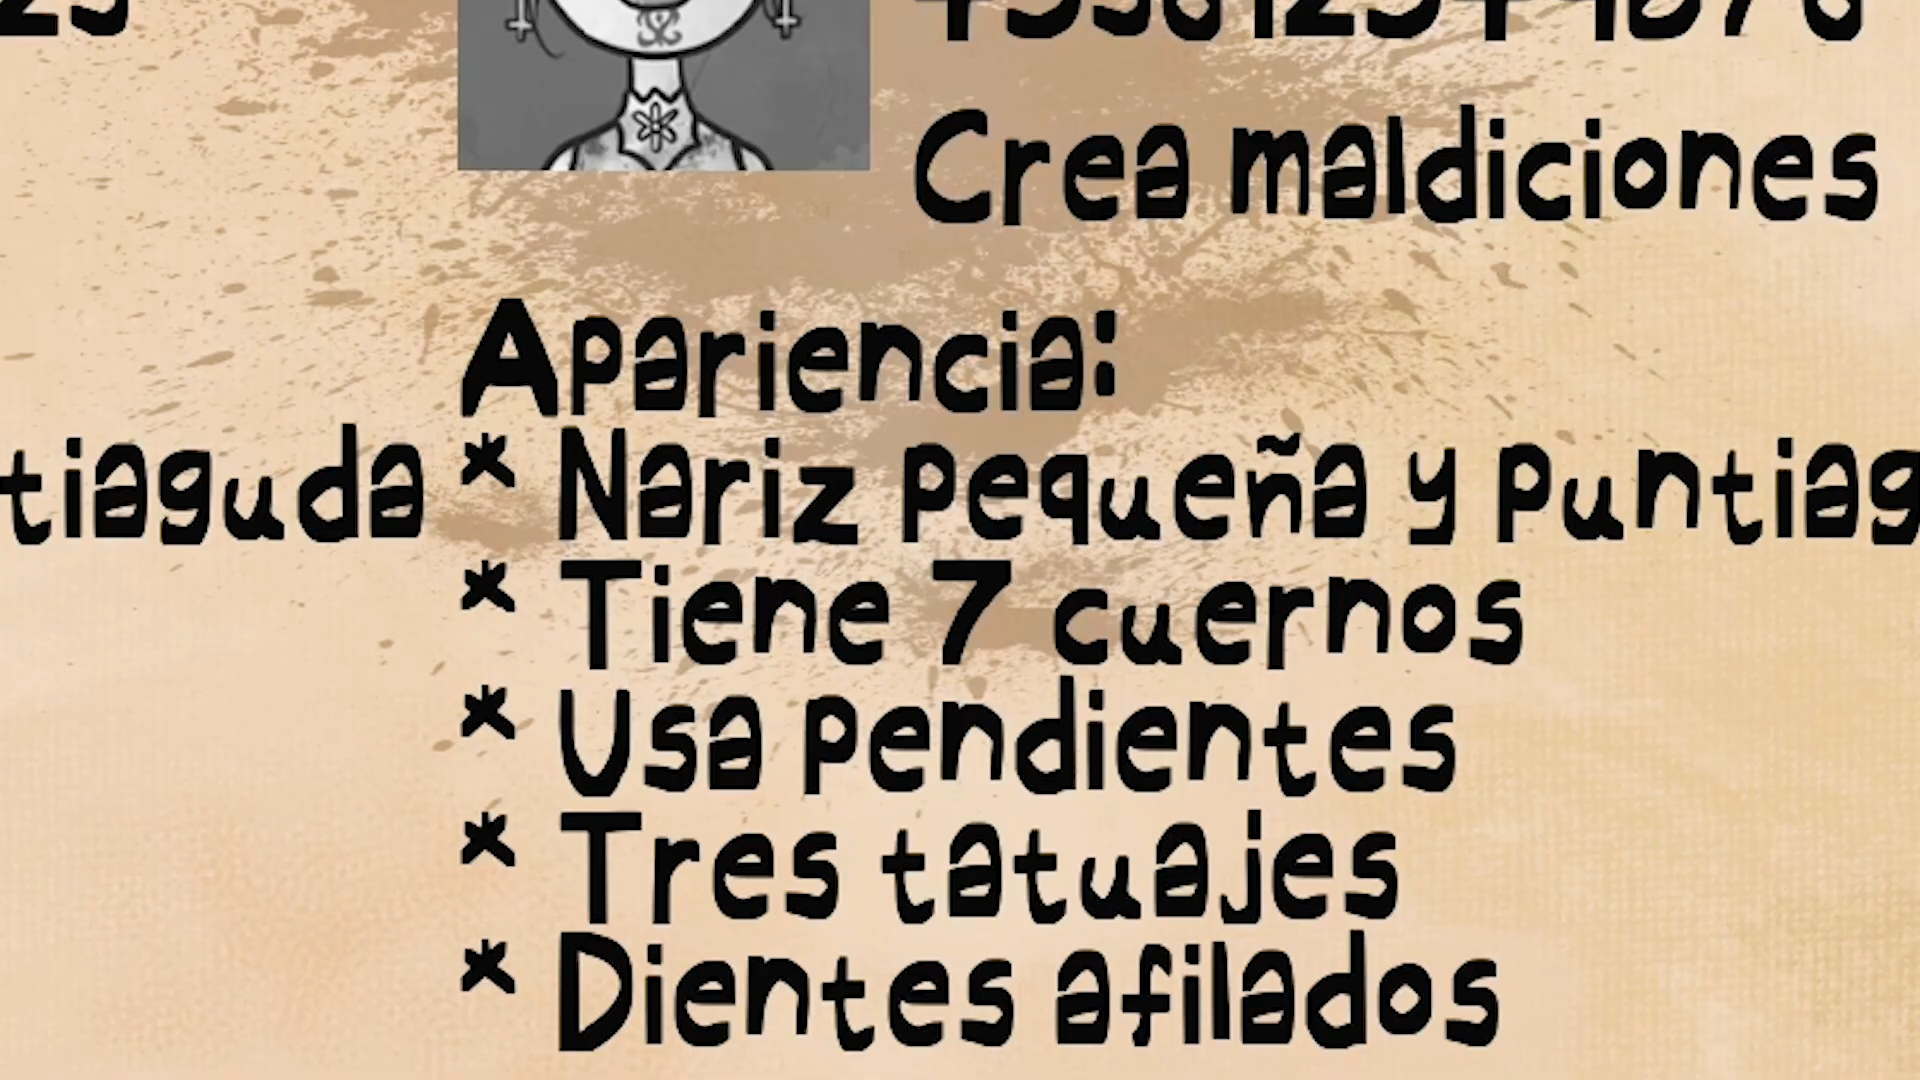 Crea maldiciones
Apariencia:
tiaguda
* Nariz pequeña y puntiag
* Tiene 7 cuernos
* Usa pendientes
* Tres tatuajes
* Dientes afilados